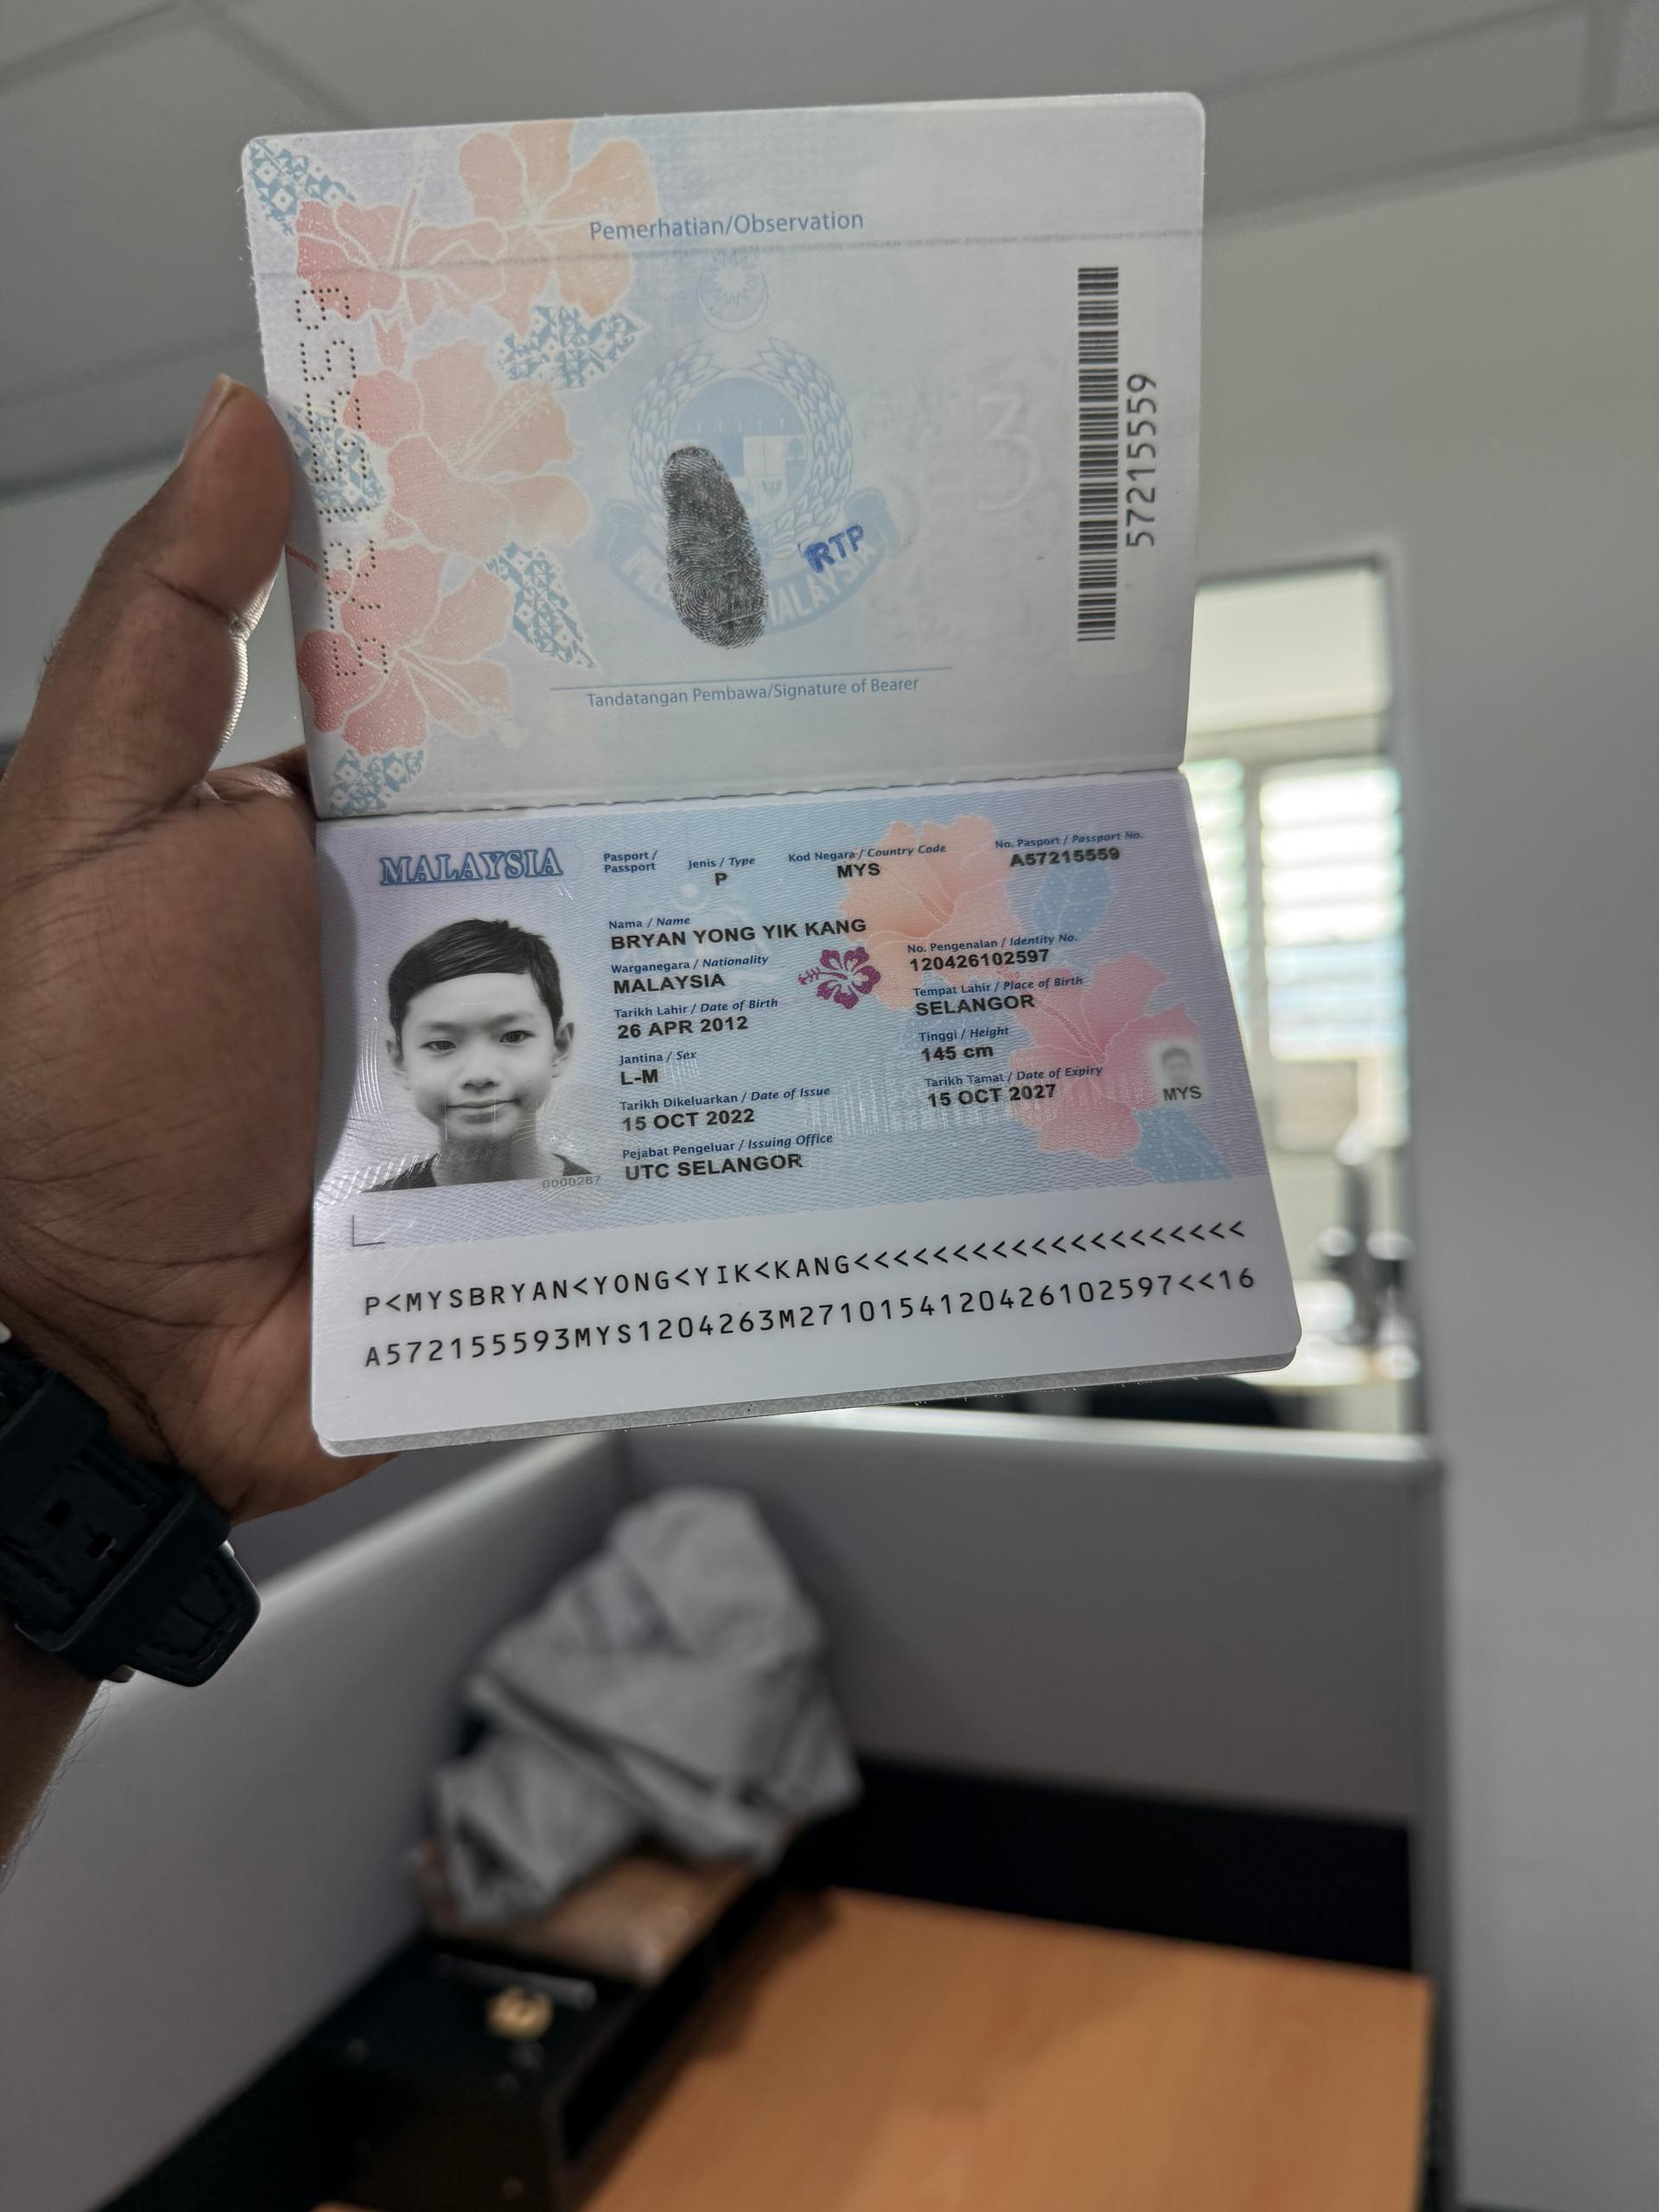 Pemerhatian/Observation
RTP
Tandatangan Pembawa/Signature of Bearer
57215559
MALAYSIA
Pasport / Passport
Jenis / Type
P
Kod Negara / Country Code
MYS
No. Pasport / Passport No.
A57215559
Nama / Name
BRYAN YONG YIK KANG
Warganegara / Nationality
MALAYSIA
Tarikh Lahir / Date of Birth
26 APR 2012
Jantina / Sex
L-M
Tarikh Dikeluarkan / Date of Issue
15 OCT 2022
Pejabat Pengeluar / Issuing Office
UTC SELANGOR
No. Pengenalan / Identity No.
120426102597
Tempat Lahir / Place of Birth
SELANGOR
Tinggi / Height
145 cm
Tarikh Tamat / Date of Expiry
15 OCT 2027
MYS
0000267
P<MYSBRYAN<YONG<YIK<KANG<<<<<<<<<<<<<<<<<<<<
A572155593MYS1204263M2710154120426102597<<16